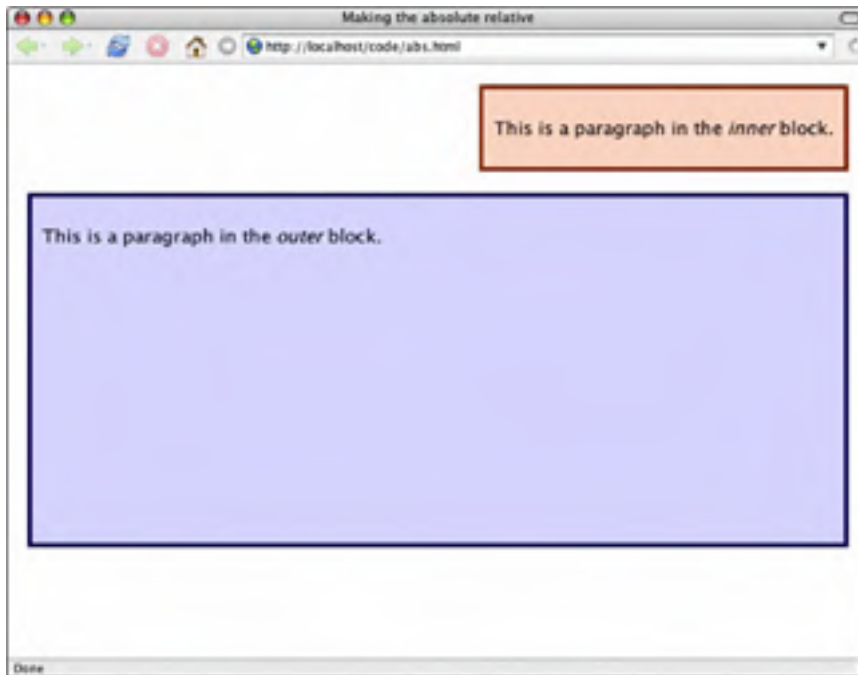 Making the absolute relative
http://localhost/code/abs.html
This is a paragraph in the inner block.
This is a paragraph in the outer block.
Done